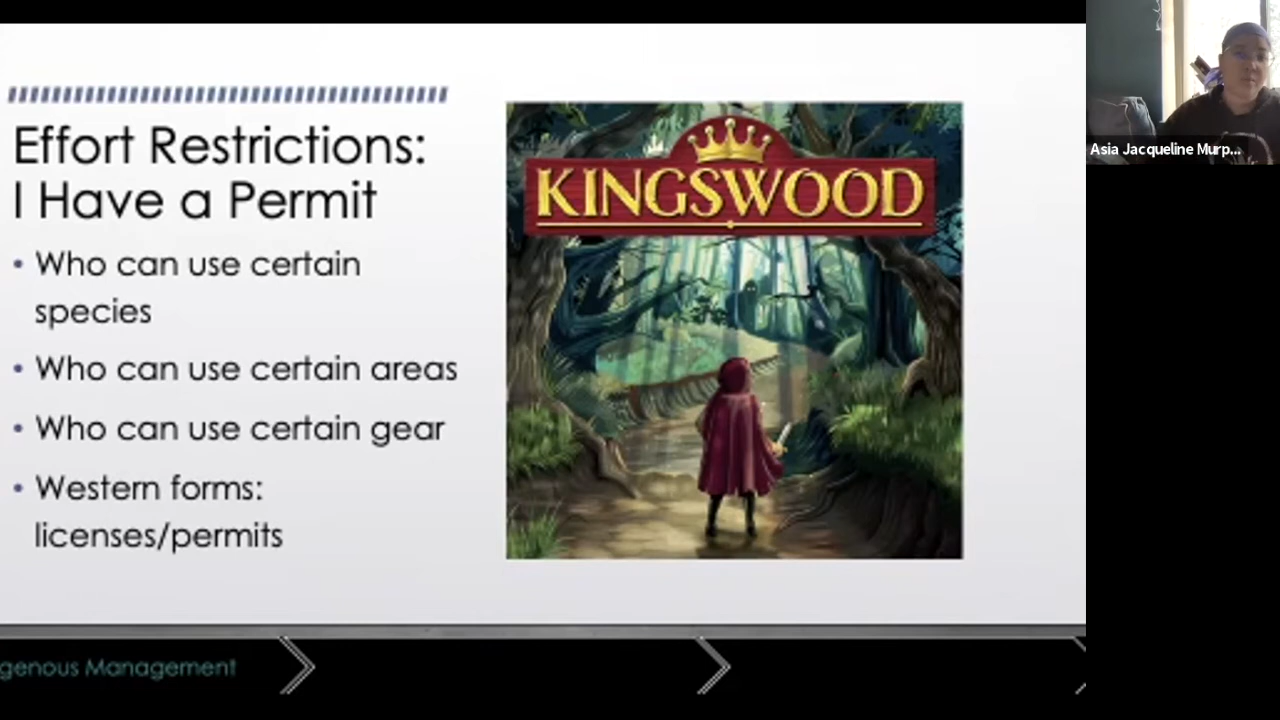 Effort Restrictions:
I Have a Permit
• Who can use certain
species
• Who can use certain areas
• Who can use certain gear
• Western forms:
licenses/permits
KINGSWOOD
Asia Jacqueline Murp...
genous Management